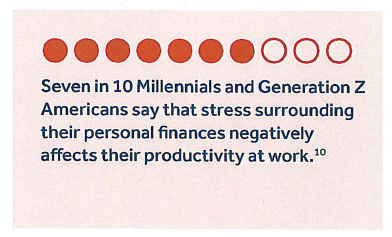 Seven in 10 Millennials and Generation Z
Americans say that stress surrounding
their personal finances negatively
affects their productivity at work.¹⁰